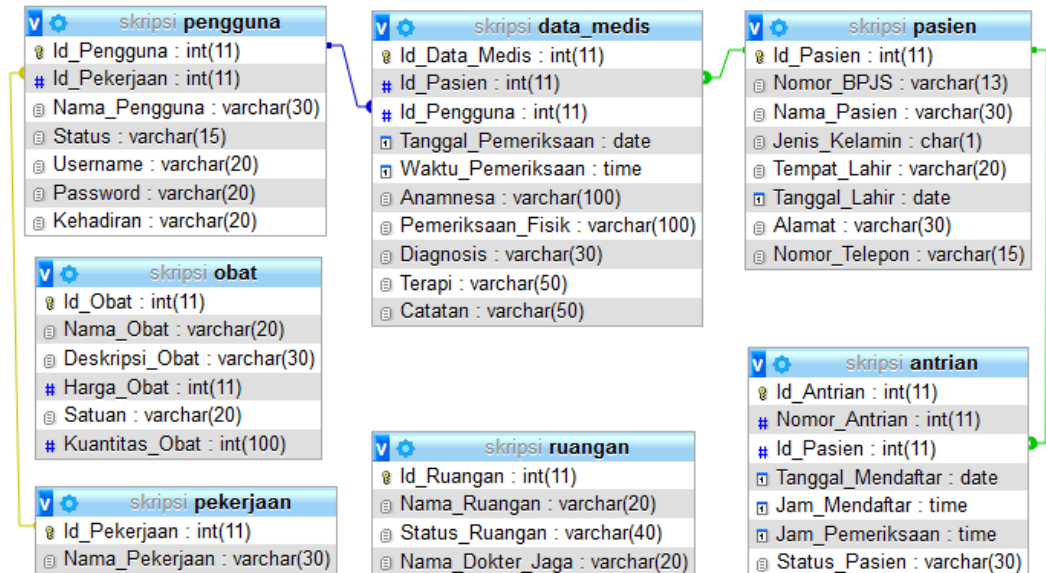 skripsi pengguna
Id_Pengguna : int(11)
Id_Pekerjaan : int(11)
Nama_Pengguna : varchar(30)
Status : varchar(15)
Username : varchar(20)
Password : varchar(20)
Kehadiran : varchar(20)
skripsi data_medis
Id_Data_Medis : int(11)
Id_Pasien : int(11)
Id_Pengguna : int(11)
Tanggal_Pemeriksaan : date
Waktu_Pemeriksaan : time
Anamnesa : varchar(100)
Pemeriksaan_Fisik : varchar(100)
Diagnosis : varchar(30)
Terapi : varchar(50)
Catatan : varchar(50)
skripsi pasien
Id_Pasien : int(11)
Nomor_BPJS : varchar(13)
Nama_Pasien : varchar(30)
Jenis_Kelamin : char(1)
Tempat_Lahir : varchar(20)
Tanggal_Lahir : date
Alamat : varchar(30)
Nomor_Telepon : varchar(15)
skripsi obat
Id_Obat : int(11)
Nama_Obat : varchar(20)
Deskripsi_Obat : varchar(30)
Harga_Obat : int(11)
Satuan : varchar(20)
Kuantitas_Obat : int(100)
skripsi pekerjaan
Id_Pekerjaan : int(11)
Nama_Pekerjaan : varchar(30)
skripsi ruangan
Id_Ruangan : int(11)
Nama_Ruangan : varchar(20)
Status_Ruangan : varchar(40)
Nama_Dokter_Jaga : varchar(20)
skripsi antrian
Id_Antrian : int(11)
Nomor_Antrian : int(11)
Id_Pasien : int(11)
Tanggal_Mendaftar : date
Jam_Mendaftar : time
Jam_Pemeriksaan : time
Status_Pasien : varchar(30)